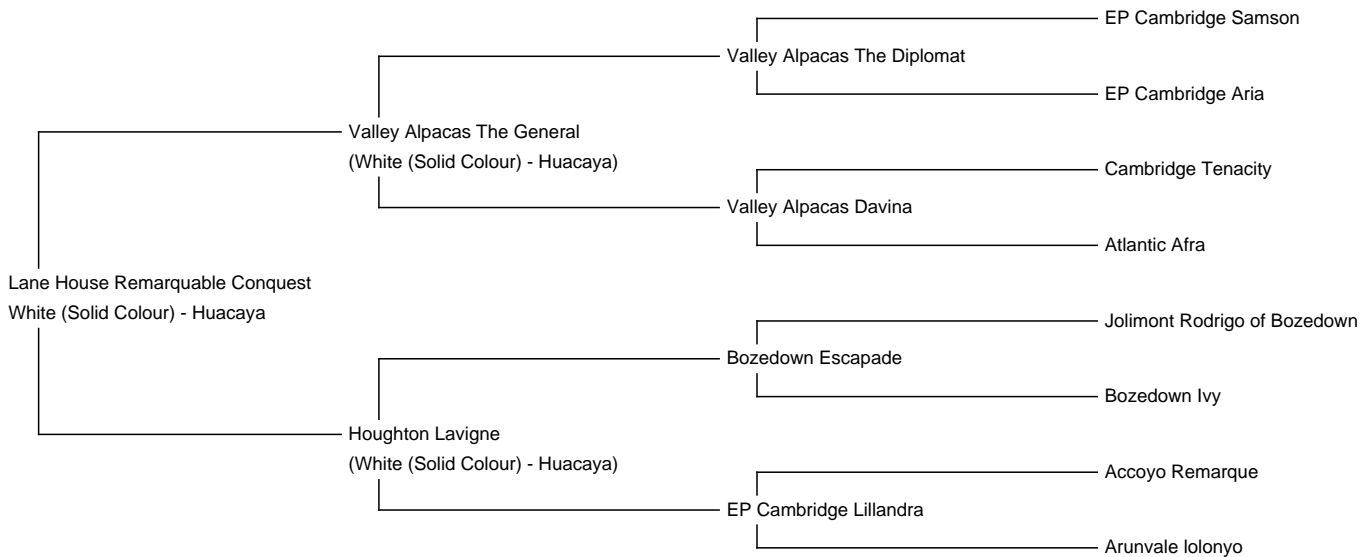 EP Cambridge Samson
Valley Alpacas The Diplomat
EP Cambridge Aria
Valley Alpacas The General
(White (Solid Colour) - Huacaya)
Cambridge Tenacity
Valley Alpacas Davina
Atlantic Afra
Lane House Remarquable Conquest
White (Solid Colour) - Huacaya
Jolimont Rodrigo of Bozedown
Bozedown Escapade
Bozedown Ivy
Houghton Lavigne
(White (Solid Colour) - Huacaya)
Accoyo Remarque
EP Cambridge Lillandra
Arunvale lolonyo